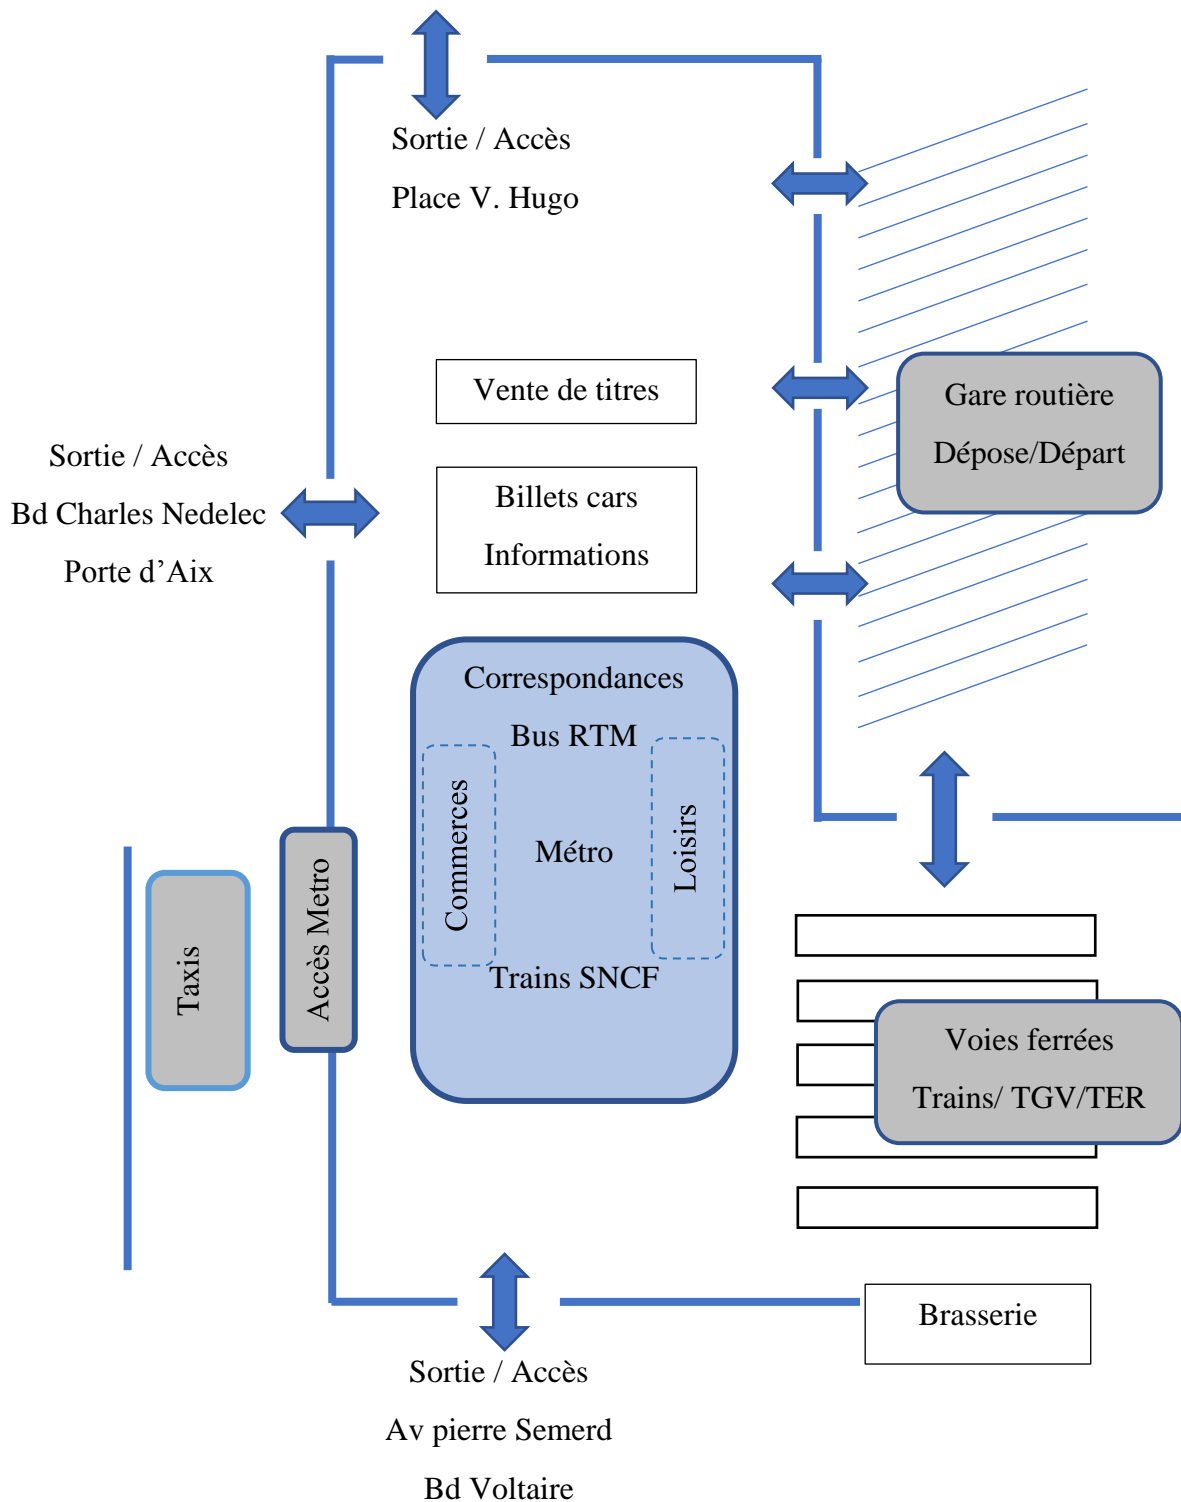 Sortie / Accès
Place V. Hugo
Vente de titres
Gare routière
Dépose/Départ
Sortie / Accès
Bd Charles Nedelec
Porte d’Aix
Billets cars
Informations
Correspondances
Bus RTM
Commerces
Métro
Loisirs
Trains SNCF
Taxis
Accès Metro
Voies ferrées
Trains/ TGV/TER
Brasserie
Sortie / Accès
Av pierre Semerd
Bd Voltaire